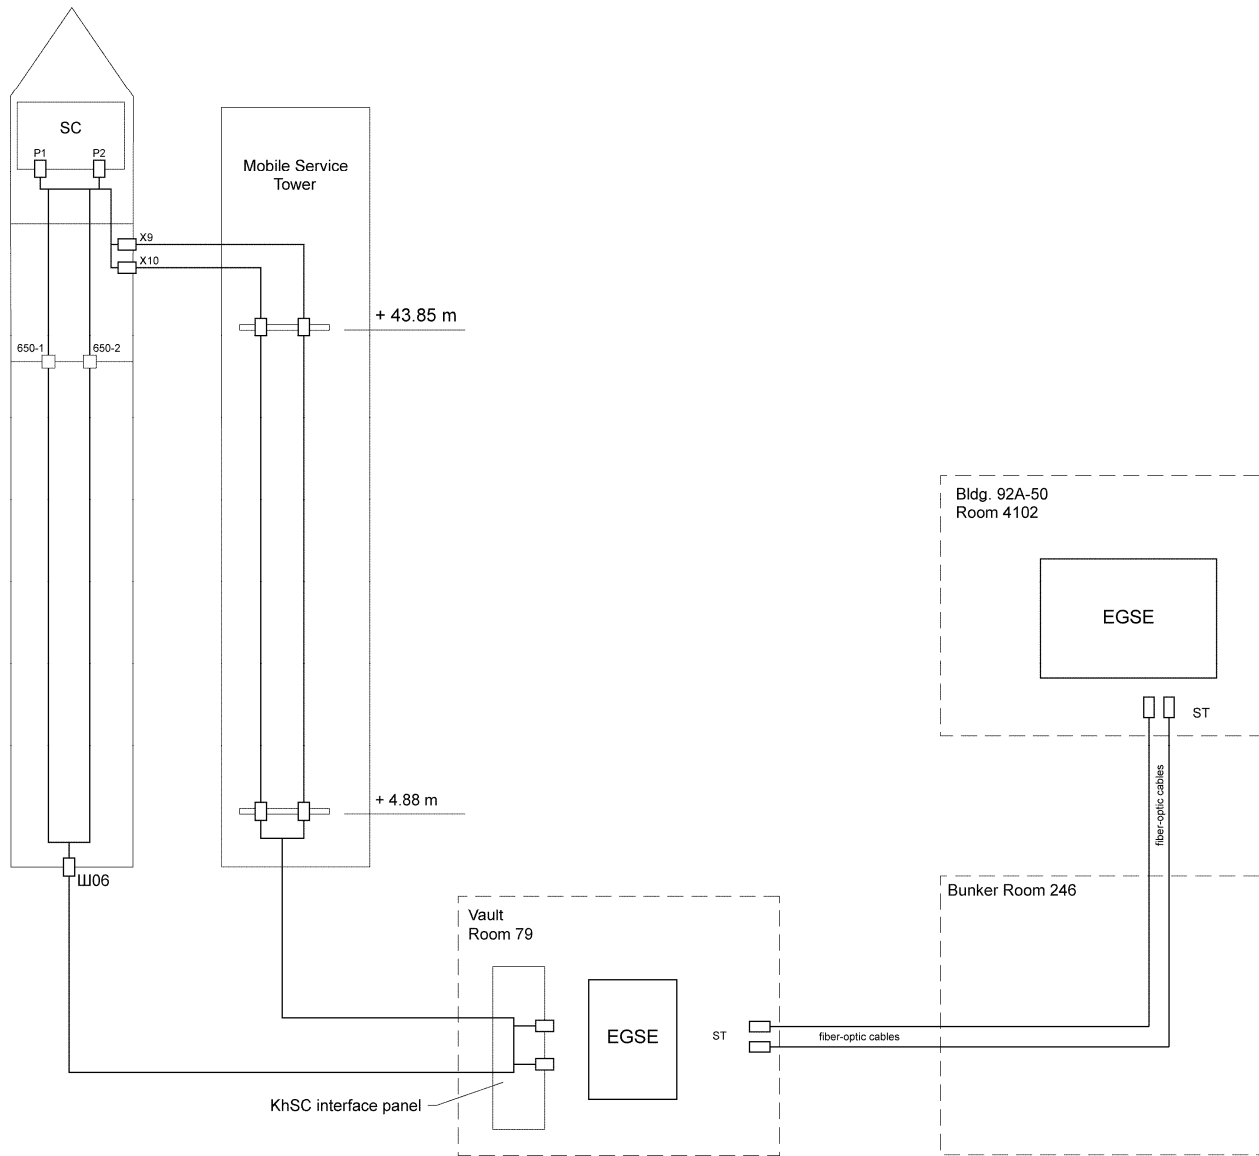 SC
P1
P2
Mobile Service
Tower
X9
X10
+ 43.85 m
650-1
650-2
Bldg. 92A-50
Room 4102
EGSE
ST
fiber-optic cables
+ 4.88 m
Ш06
Bunker Room 246
Vault
Room 79
EGSE
ST
fiber-optic cables
KhSC interface panel